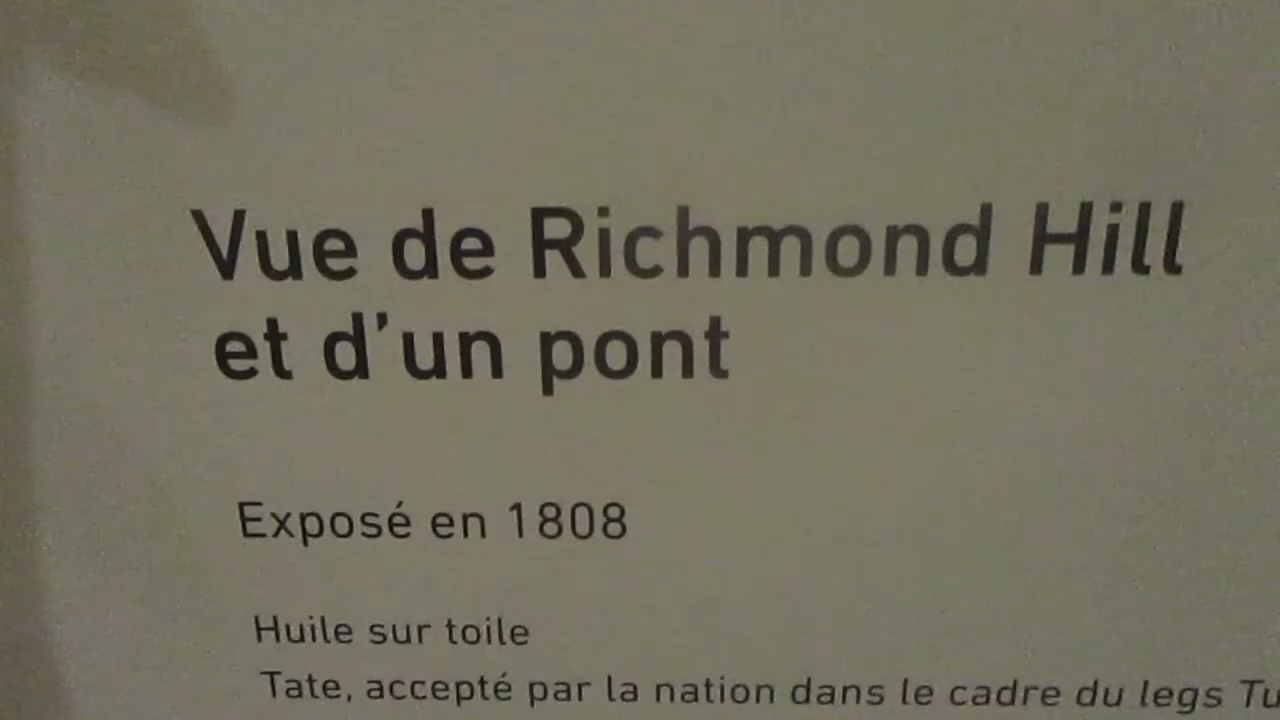 Vue de Richmond Hill
et d'un pont
Exposé en 1808
Huile sur toile
Tate, accepté par la nation dans le cadre du legs